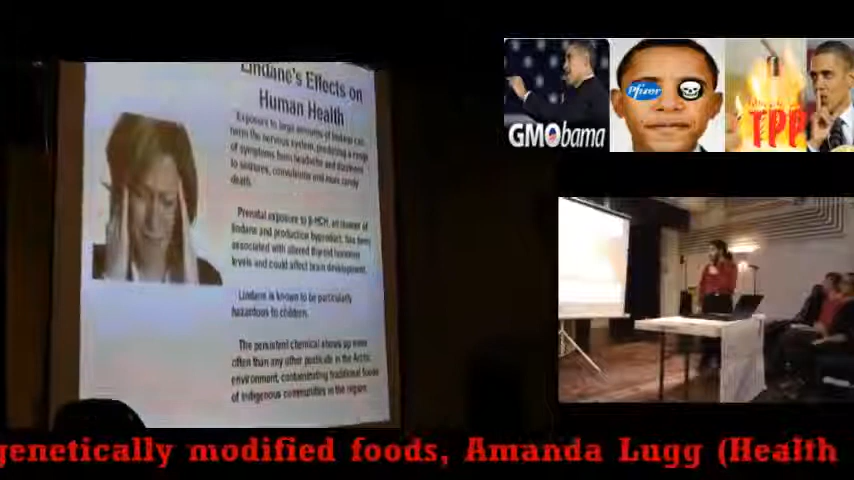 Lindane's Effects on
Human Health
Exposure to large amounts of lindane can
harm the nervous system, producing a range
of symptoms from headache and dizziness
to seizures, convulsions and more rarely
death.
Prenatal exposure to β-HCH, an isomer of
lindane and production byproduct, has been
associated with altered thyroid hormone
levels and could affect brain development.
Lindane is known to be particularly
hazardous to children.
The persistent chemical shows up more
often than any other pesticide in the Arctic
environment, contaminating traditional foods
of indigenous communities in the region.
GMObama
Pfizer
TPP
genetically modified foods, Amanda Lugg (Health